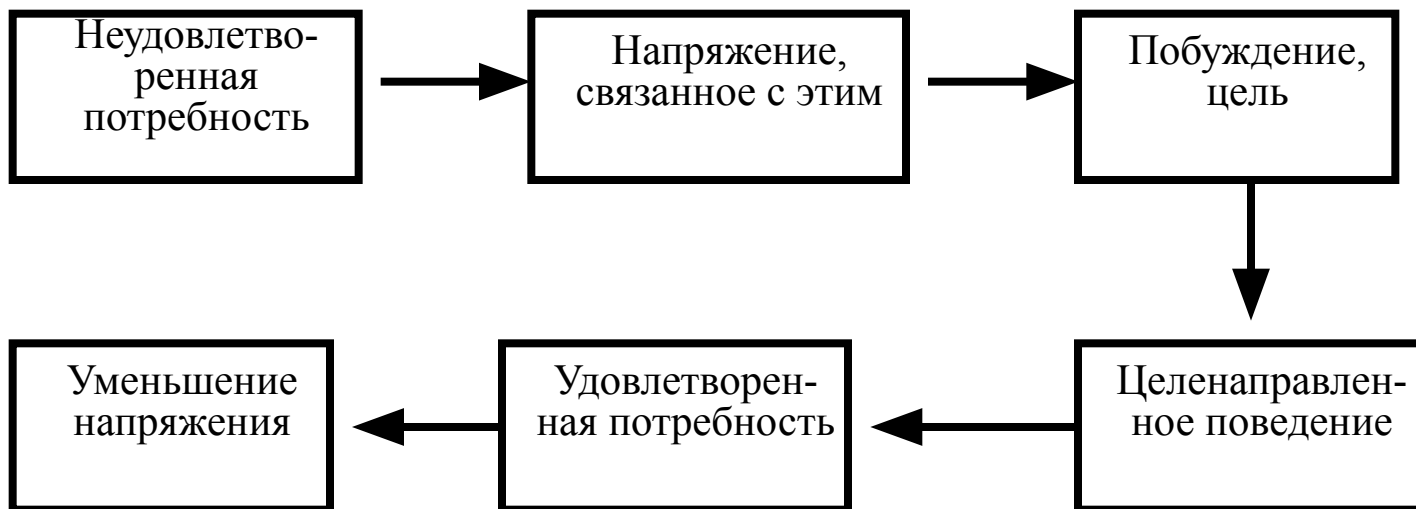 Неудовлетво-
ренная
потребность
Напряжение,
связанное с этим
Побуждение,
цель
Уменьшение
напряжения
Удовлетворен-
ная потребность
Целенаправлен-
ное поведение